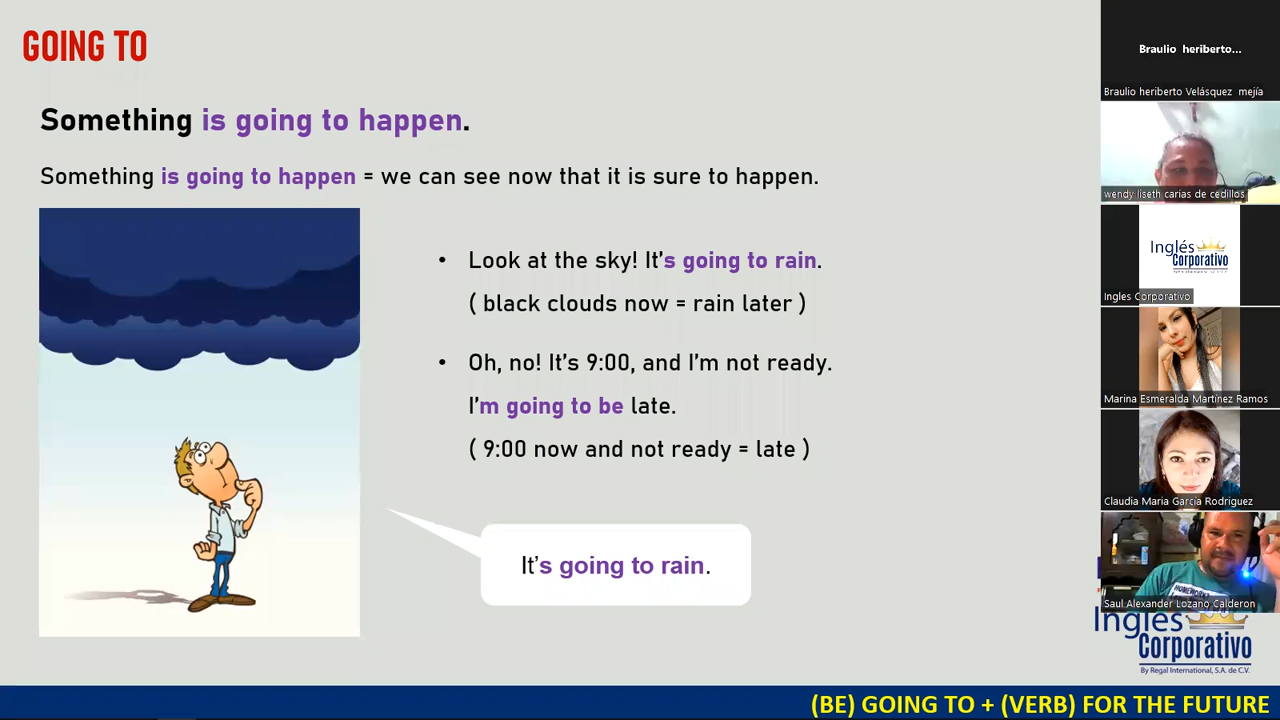 GOING TO
Something is going to happen.
Something is going to happen = we can see now that it is sure to happen.
• Look at the sky! It's going to rain.
( black clouds now = rain later )
• Oh, no! It's 9:00, and I'm not ready.
I'm going to be late.
( 9:00 now and not ready = late )
It's going to rain.
(BE) GOING TO + (VERB) FOR THE FUTURE
Braulio heriberto...
Braulio heriberto Velásquez mejía
wendy liseth carias de cedillos
Inglés
Corporativo
Ingles Corporativo
Marina Esmeralda Martínez Ramos
Claudia Maria García Rodriguez
Saul Alexander Lozano Calderon
Inglés
Corporativo
By Regal International, S.A. de C.V.